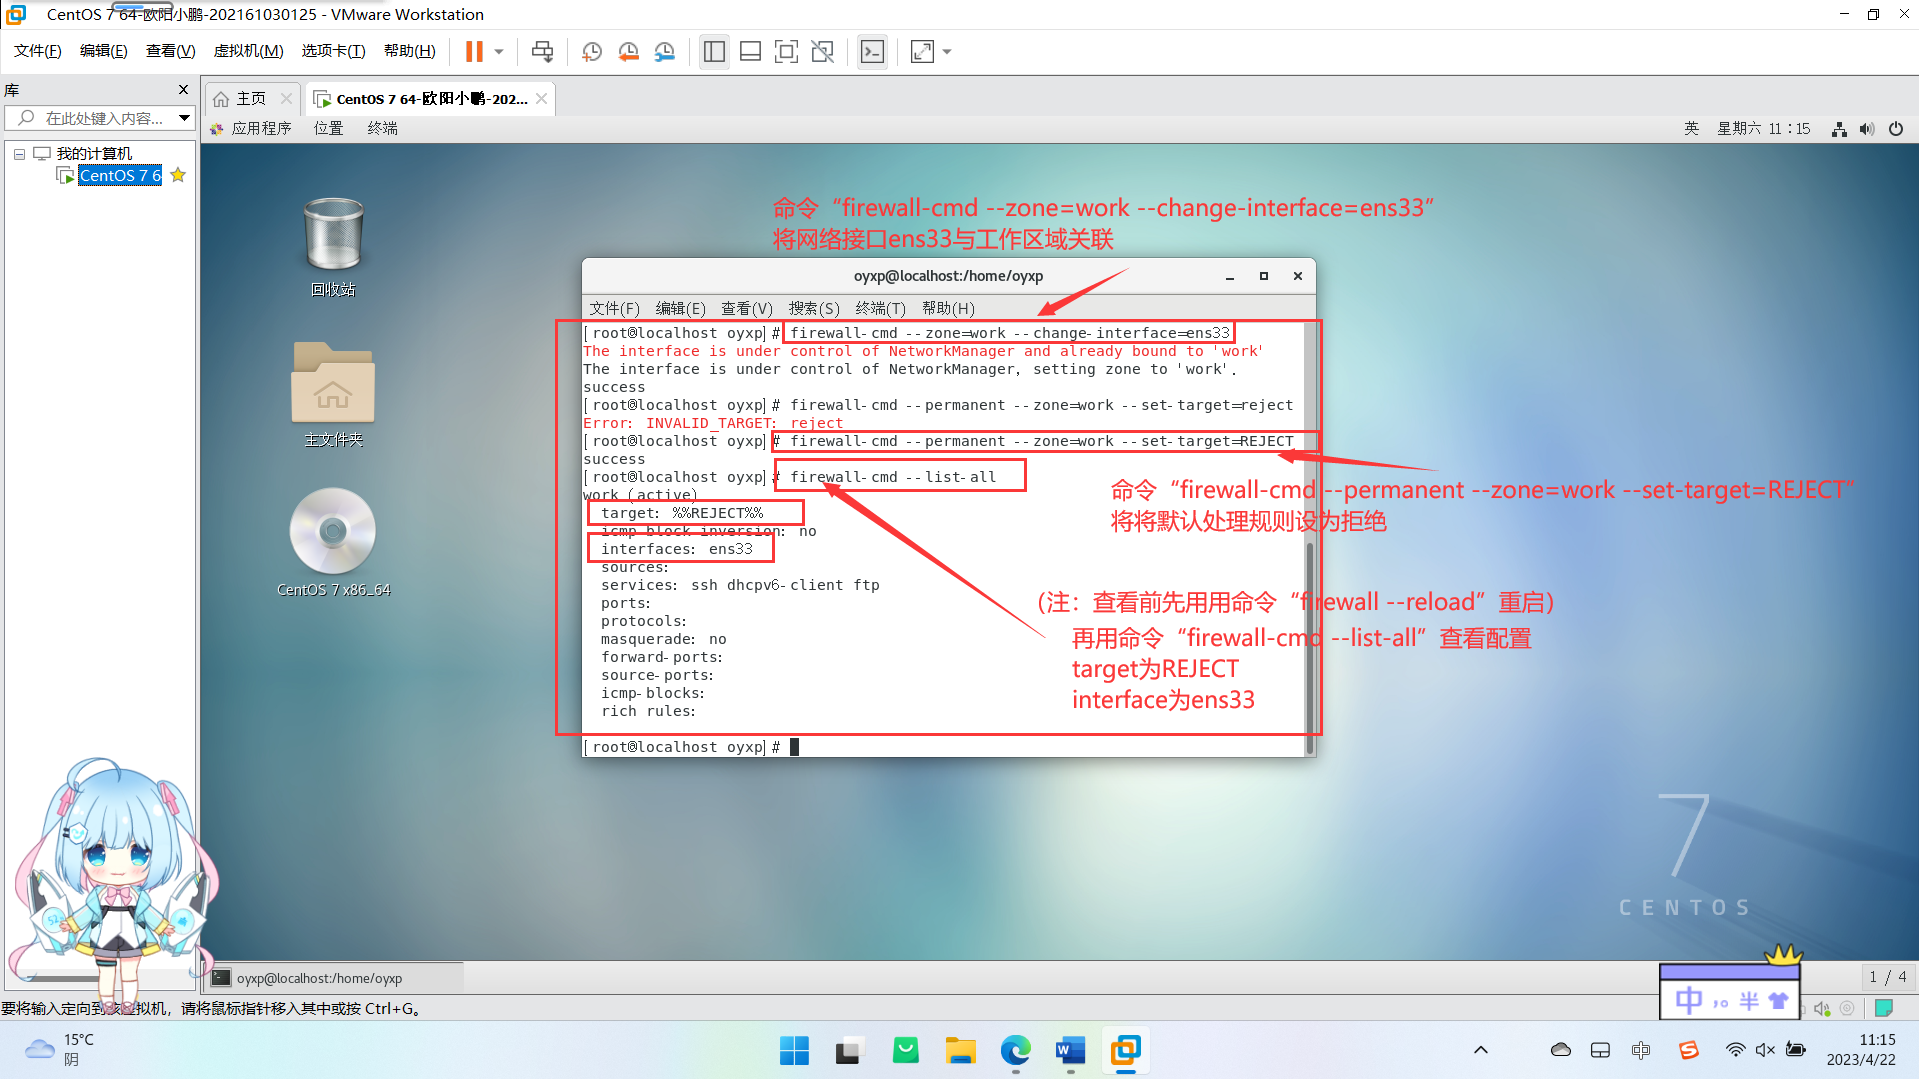 CentOS 7 64-欧阳小鹏-202161030125 - VMware Workstation
文件(F) 编辑(E) 查看(V) 虚拟机(M) 选项卡(T) 帮助(H)
库
在此处键入内容...
我的计算机
CentOS 7 6
主页
CentOS 7 64-欧阳小鹏-202...
应用程序 位置 终端
英 星期六 11：15
回收站
主文件夹
CentOS 7 x86_64
命令“firewall-cmd --zone=work --change-interface=ens33”
将网络接口ens33与工作区域关联
oyxp@localhost:/home/oyxp
文件(F) 编辑(E) 查看(V) 搜索(S) 终端(T) 帮助(H)
[root@localhost oyxp]# firewall-cmd --zone=work --change-interface=ens33
The interface is under control of NetworkManager and already bound to 'work'
The interface is under control of NetworkManager, setting zone to 'work'.
success
[root@localhost oyxp]# firewall-cmd --permanent --zone=work --set-target=reject
Error: INVALID_TARGET: reject
[root@localhost oyxp]# firewall-cmd --permanent --zone=work --set-target=REJECT
success
[root@localhost oyxp]# firewall-cmd --list-all
work (active)
target: %%REJECT%%
icmp-block-inversion: no
interfaces: ens33
sources:
services: ssh dhcpv6-client ftp
ports:
protocols:
masquerade: no
forward-ports:
source-ports:
icmp-blocks:
rich rules:
[root@localhost oyxp]#
命令“firewall-cmd --permanent --zone=work --set-target=REJECT”
将将默认处理规则设为拒绝
(注：查看前先用用命令“firewall --reload”重启)
再用命令“firewall-cmd --list-all”查看配置
target为REJECT
interface为ens33
7
CENTOS
oyxp@localhost:/home/oyxp
1 / 4
要将输入定向到该虚拟机，请将鼠标指针移入其中或按 Ctrl+G。
中 ，。 半
15°C
阴
中
11:15
2023/4/22